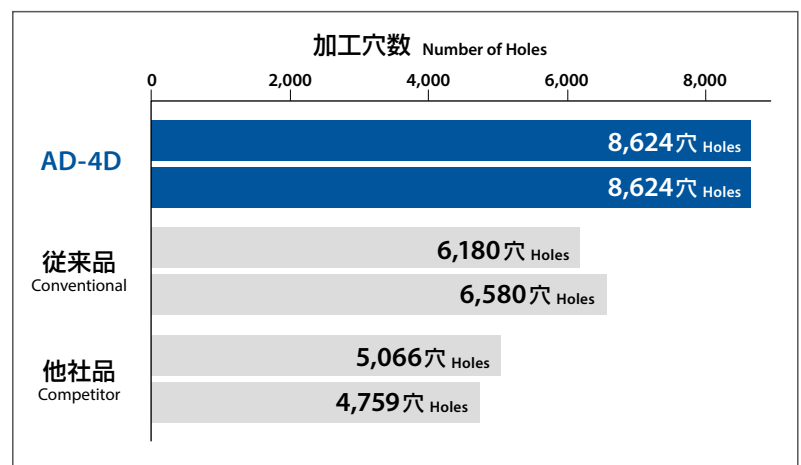 加工穴数 Number of Holes
0 2,000 4,000 6,000 8,000
AD-4D
8,624穴 Holes
8,624穴 Holes
従来品
Conventional
6,180穴 Holes
6,580穴 Holes
他社品
Competitor
5,066穴 Holes
4,759穴 Holes